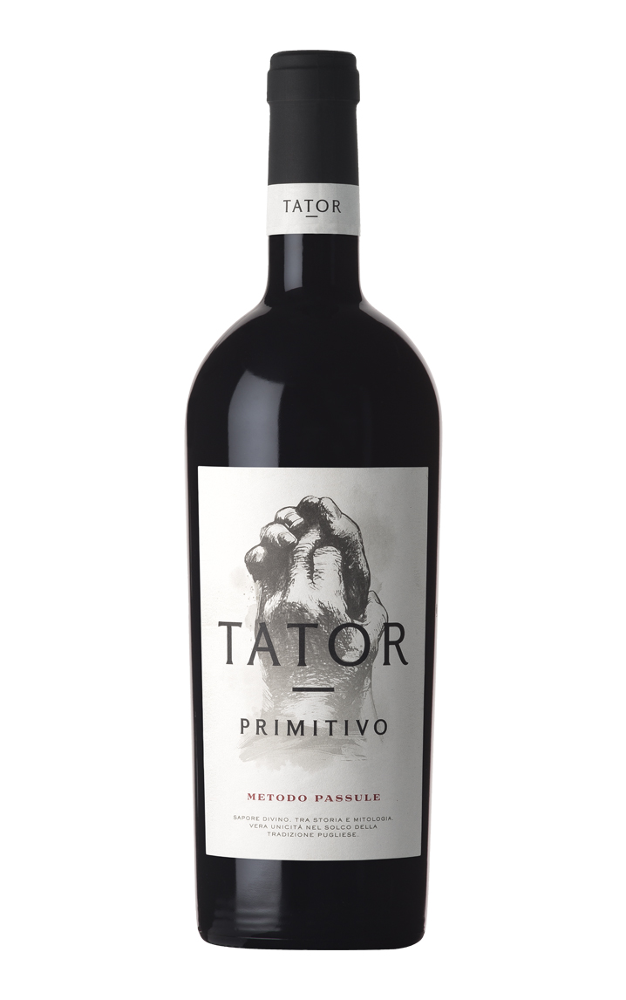 TATOR
TATOR
PRIMITIVO
METODO PASSULE
SAPORE DIVINO, TRA STORIA E MITOLOGIA,
VERA UNICITÀ NEL SOLCO DELLA
TRADIZIONE PUGLIESE.